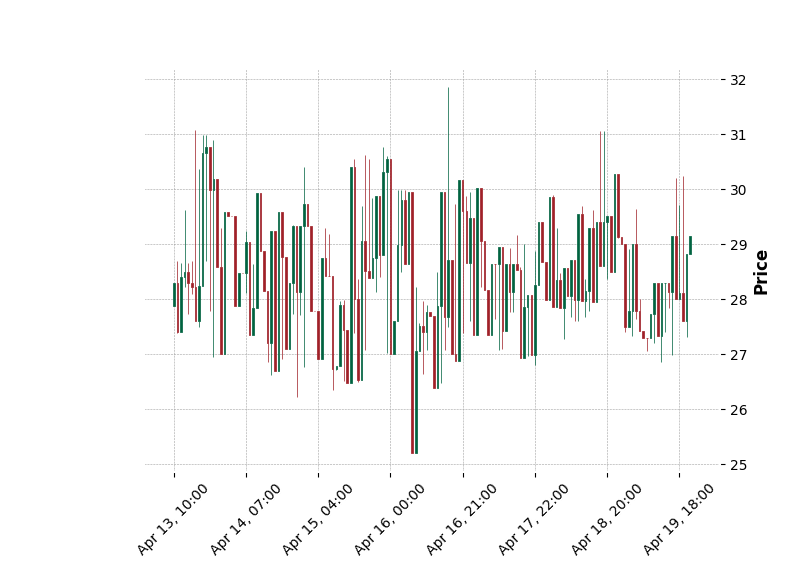 32
31
30
29
28
27
26
25
Price
Apr 13, 10:00
Apr 14, 07:00
Apr 15, 04:00
Apr 16, 00:00
Apr 16, 21:00
Apr 17, 22:00
Apr 18, 20:00
Apr 19, 18:00